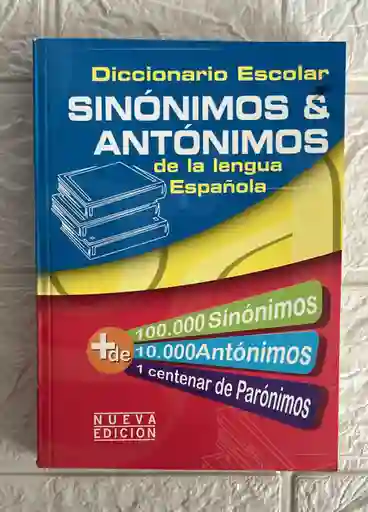 Diccionario Escolar
SINÓNIMOS &
ANTÓNIMOS
de la lengua
Española
+ de
100.000 Sinónimos
10.000 Antónimos
1 centenar de Parónimos
NUEVA
EDICION